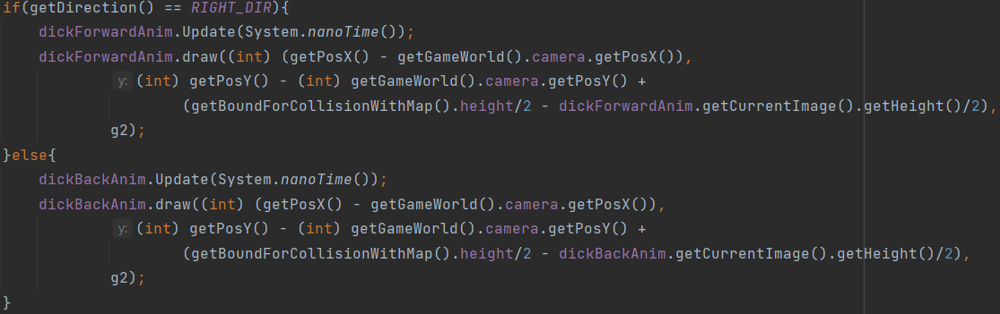 if(getDirection() == RIGHT_DIR){
    dickForwardAnim.Update(System.nanoTime());
    dickForwardAnim.draw((int) (getPosX() - getGameWorld().camera.getPosX()),
            y: (int) getPosY() - (int) getGameWorld().camera.getPosY() +
                    (getBoundForCollisionWithMap().height/2 - dickForwardAnim.getCurrentImage().getHeight()/2),
            g2);
}else{
    dickBackAnim.Update(System.nanoTime());
    dickBackAnim.draw((int) (getPosX() - getGameWorld().camera.getPosX()),
            y: (int) getPosY() - (int) getGameWorld().camera.getPosY() +
                    (getBoundForCollisionWithMap().height/2 - dickBackAnim.getCurrentImage().getHeight()/2),
            g2);
}